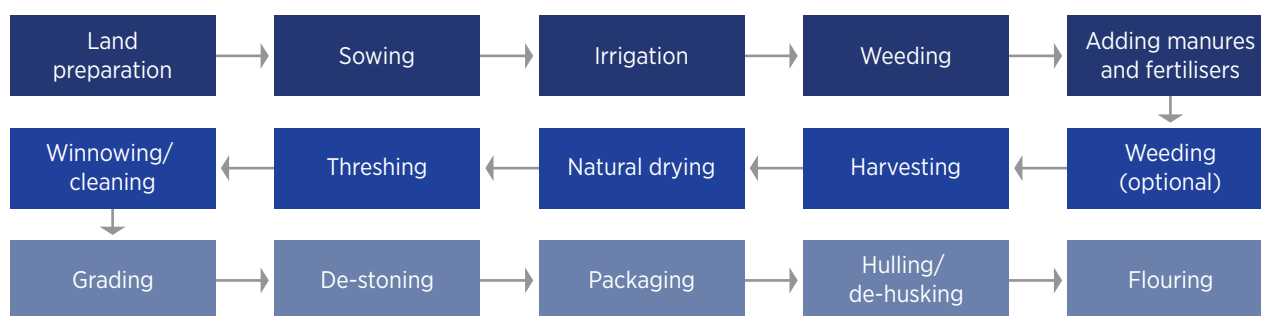 Land
preparation
Sowing
Irrigation
Weeding
Adding manures
and fertilisers
Weeding
(optional)
Harvesting
Natural drying
Threshing
Winnowing/
cleaning
Grading
De-stoning
Packaging
Hulling/
de-husking
Flouring